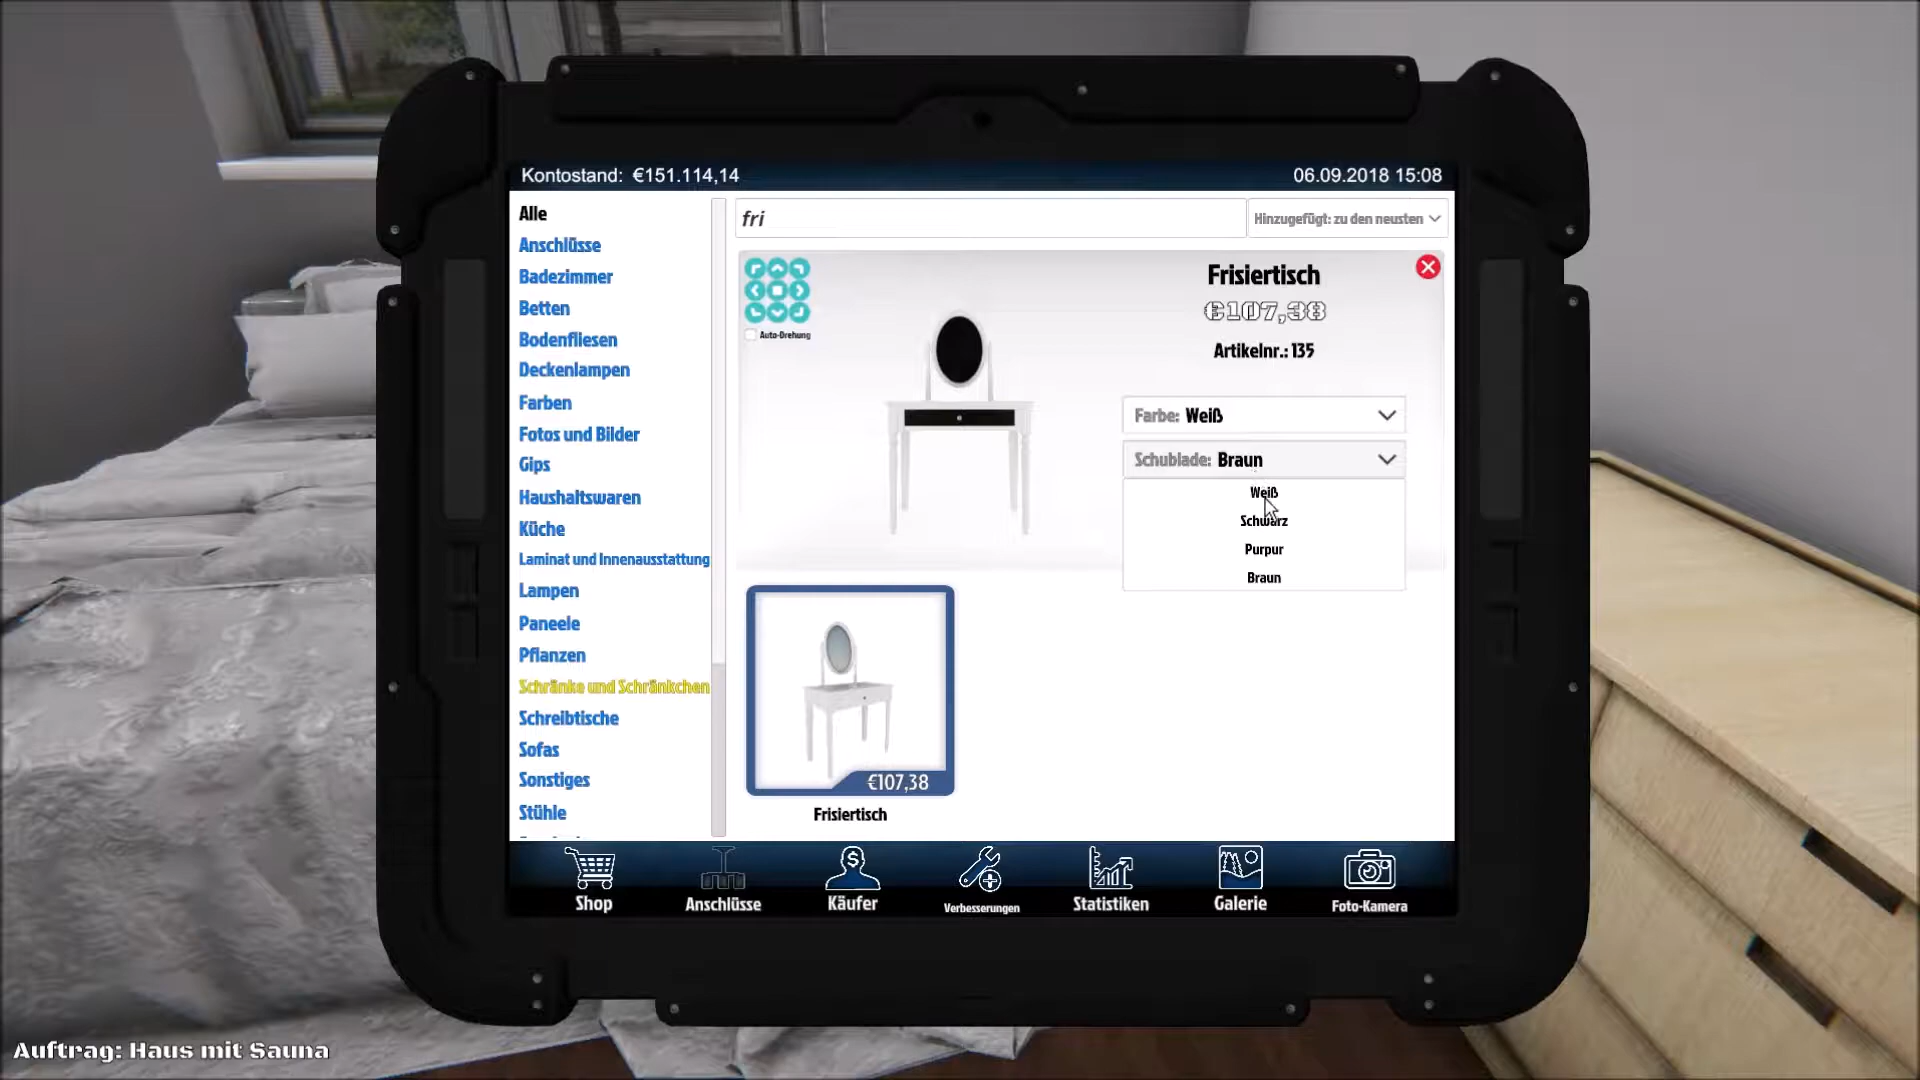 Kontostand: €151.114,14
06.09.2018 15:08
Alle
Anschlüsse
Badezimmer
Betten
Bodenfliesen
Deckenlampen
Farben
Fotos und Bilder
Gips
Haushaltswaren
Küche
Laminat und Innenausstattung
Lampen
Paneele
Pflanzen
Schränke und Schränkchen
Schreibtische
Sofas
Sonstiges
Stühle
fri
Hinzugefügt: zu den neusten
Auto-Drehung
Frisiertisch
€107,38
Artikelnr.: 135
Farbe: Weiß
Schublade: Braun
Weiß
Schwarz
Purpur
Braun
€107,38
Frisiertisch
Shop
Anschlüsse
Käufer
Verbesserungen
Statistiken
Galerie
Foto-Kamera
Auftrag: Haus mit Sauna